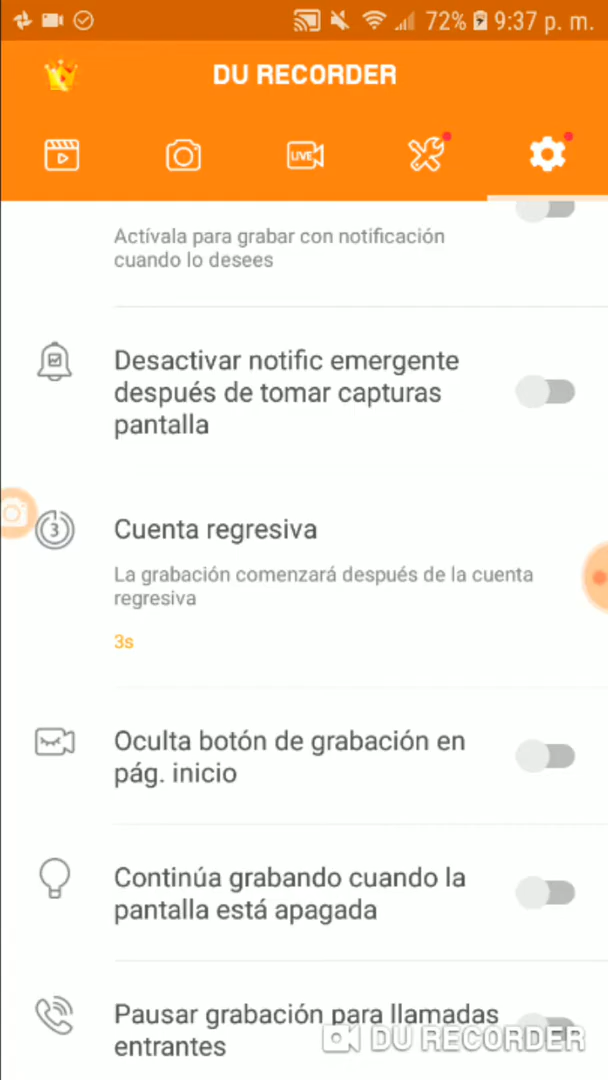 72% 9:37 p. m.
DU RECORDER
LIVE
Actívala para grabar con notificación
cuando lo desees
Desactivar notific emergente
después de tomar capturas
pantalla
3
Cuenta regresiva
La grabación comenzará después de la cuenta
regresiva
3s
Oculta botón de grabación en
pág. inicio
Continúa grabando cuando la
pantalla está apagada
Pausar grabación para llamadas
entrantes
DU RECORDER